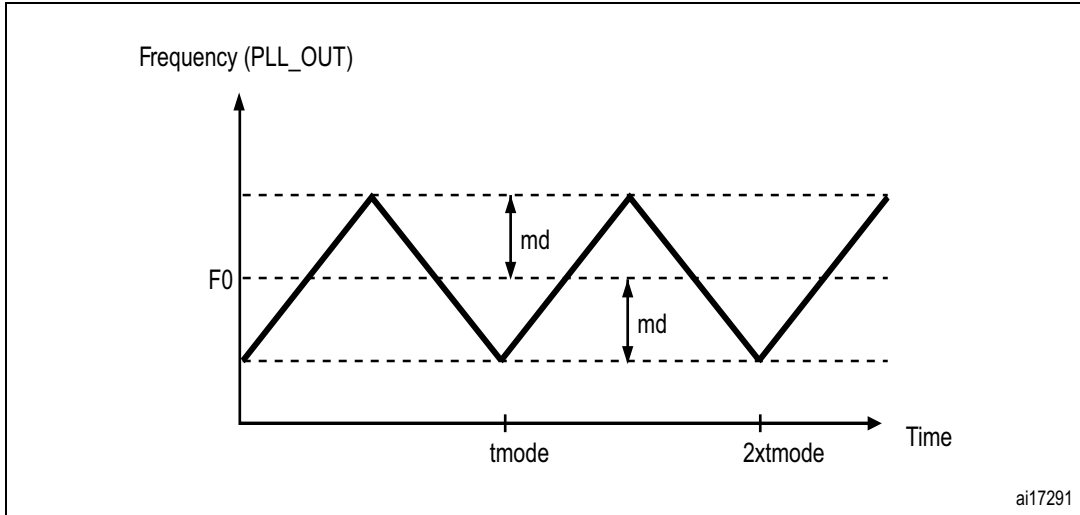 Frequency (PLL_OUT)
md
F0
md
tmode
2xtmode
Time
ai17291